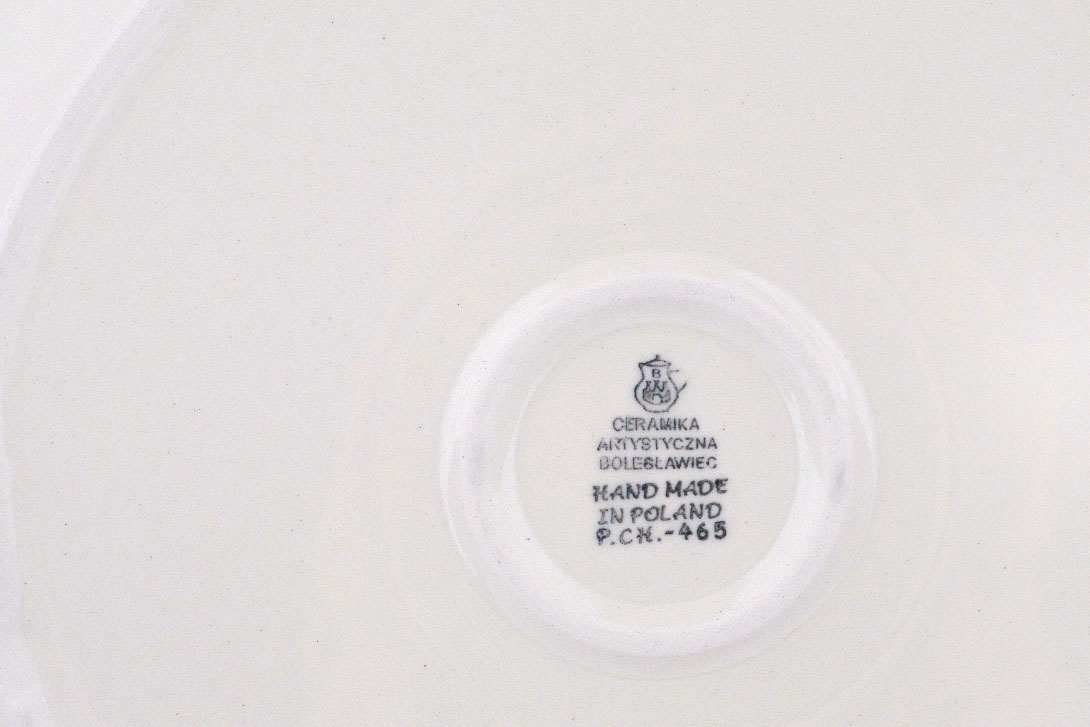 B
CERAMIKA
ARTYSTYCZNA
BOLESŁAWIEC
HAND MADE
IN POLAND
P.CH.-465